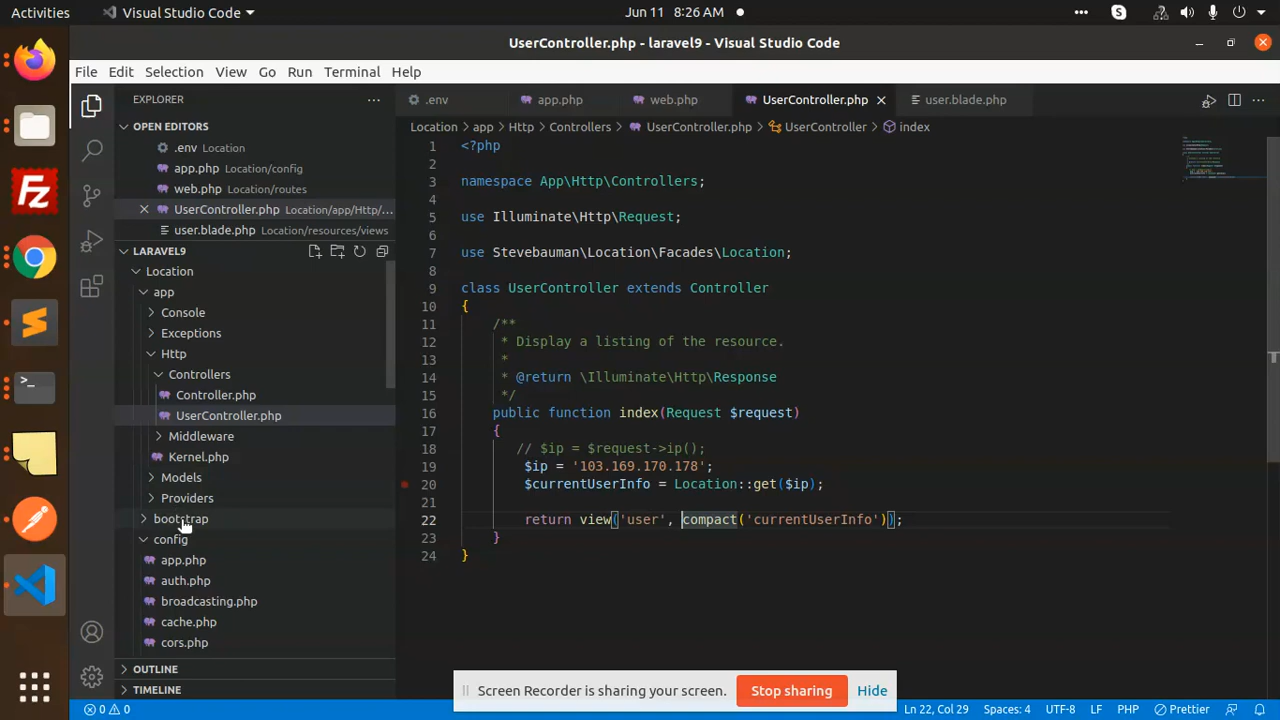 Activities
Visual Studio Code
Jun 11 8:26 AM
UserController.php - laravel9 - Visual Studio Code
File Edit Selection View Go Run Terminal Help
EXPLORER
OPEN EDITORS
.env Location
app.php Location/config
web.php Location/routes
UserController.php Location/app/Http/...
user.blade.php Location/resources/views
LARAVEL9
Location
app
Console
Exceptions
Http
Controllers
Controller.php
UserController.php
Middleware
Kernel.php
Models
Providers
bootstrap
config
app.php
auth.php
broadcasting.php
cache.php
cors.php
OUTLINE
TIMELINE
.env app.php web.php UserController.php user.blade.php
Location app Http Controllers UserController.php UserController index
1 <?php
2
3 namespace App\Http\Controllers;
4
5 use Illuminate\Http\Request;
6
7 use Stevebauman\Location\Facades\Location;
8
9 class UserController extends Controller
10 {
11 /**
12 * Display a listing of the resource.
13 *
14 * @return \Illuminate\Http\Response
15 */
16 public function index(Request $request)
17 {
18 // $ip = $request->ip();
19 $ip = '103.169.170.178';
20 $currentUserInfo = Location::get($ip);
21
22 return view('user', compact('currentUserInfo'));
23 }
24 }
Screen Recorder is sharing your screen. Stop sharing Hide
0 0 Ln 22, Col 29 Spaces: 4 UTF-8 LF PHP Prettier